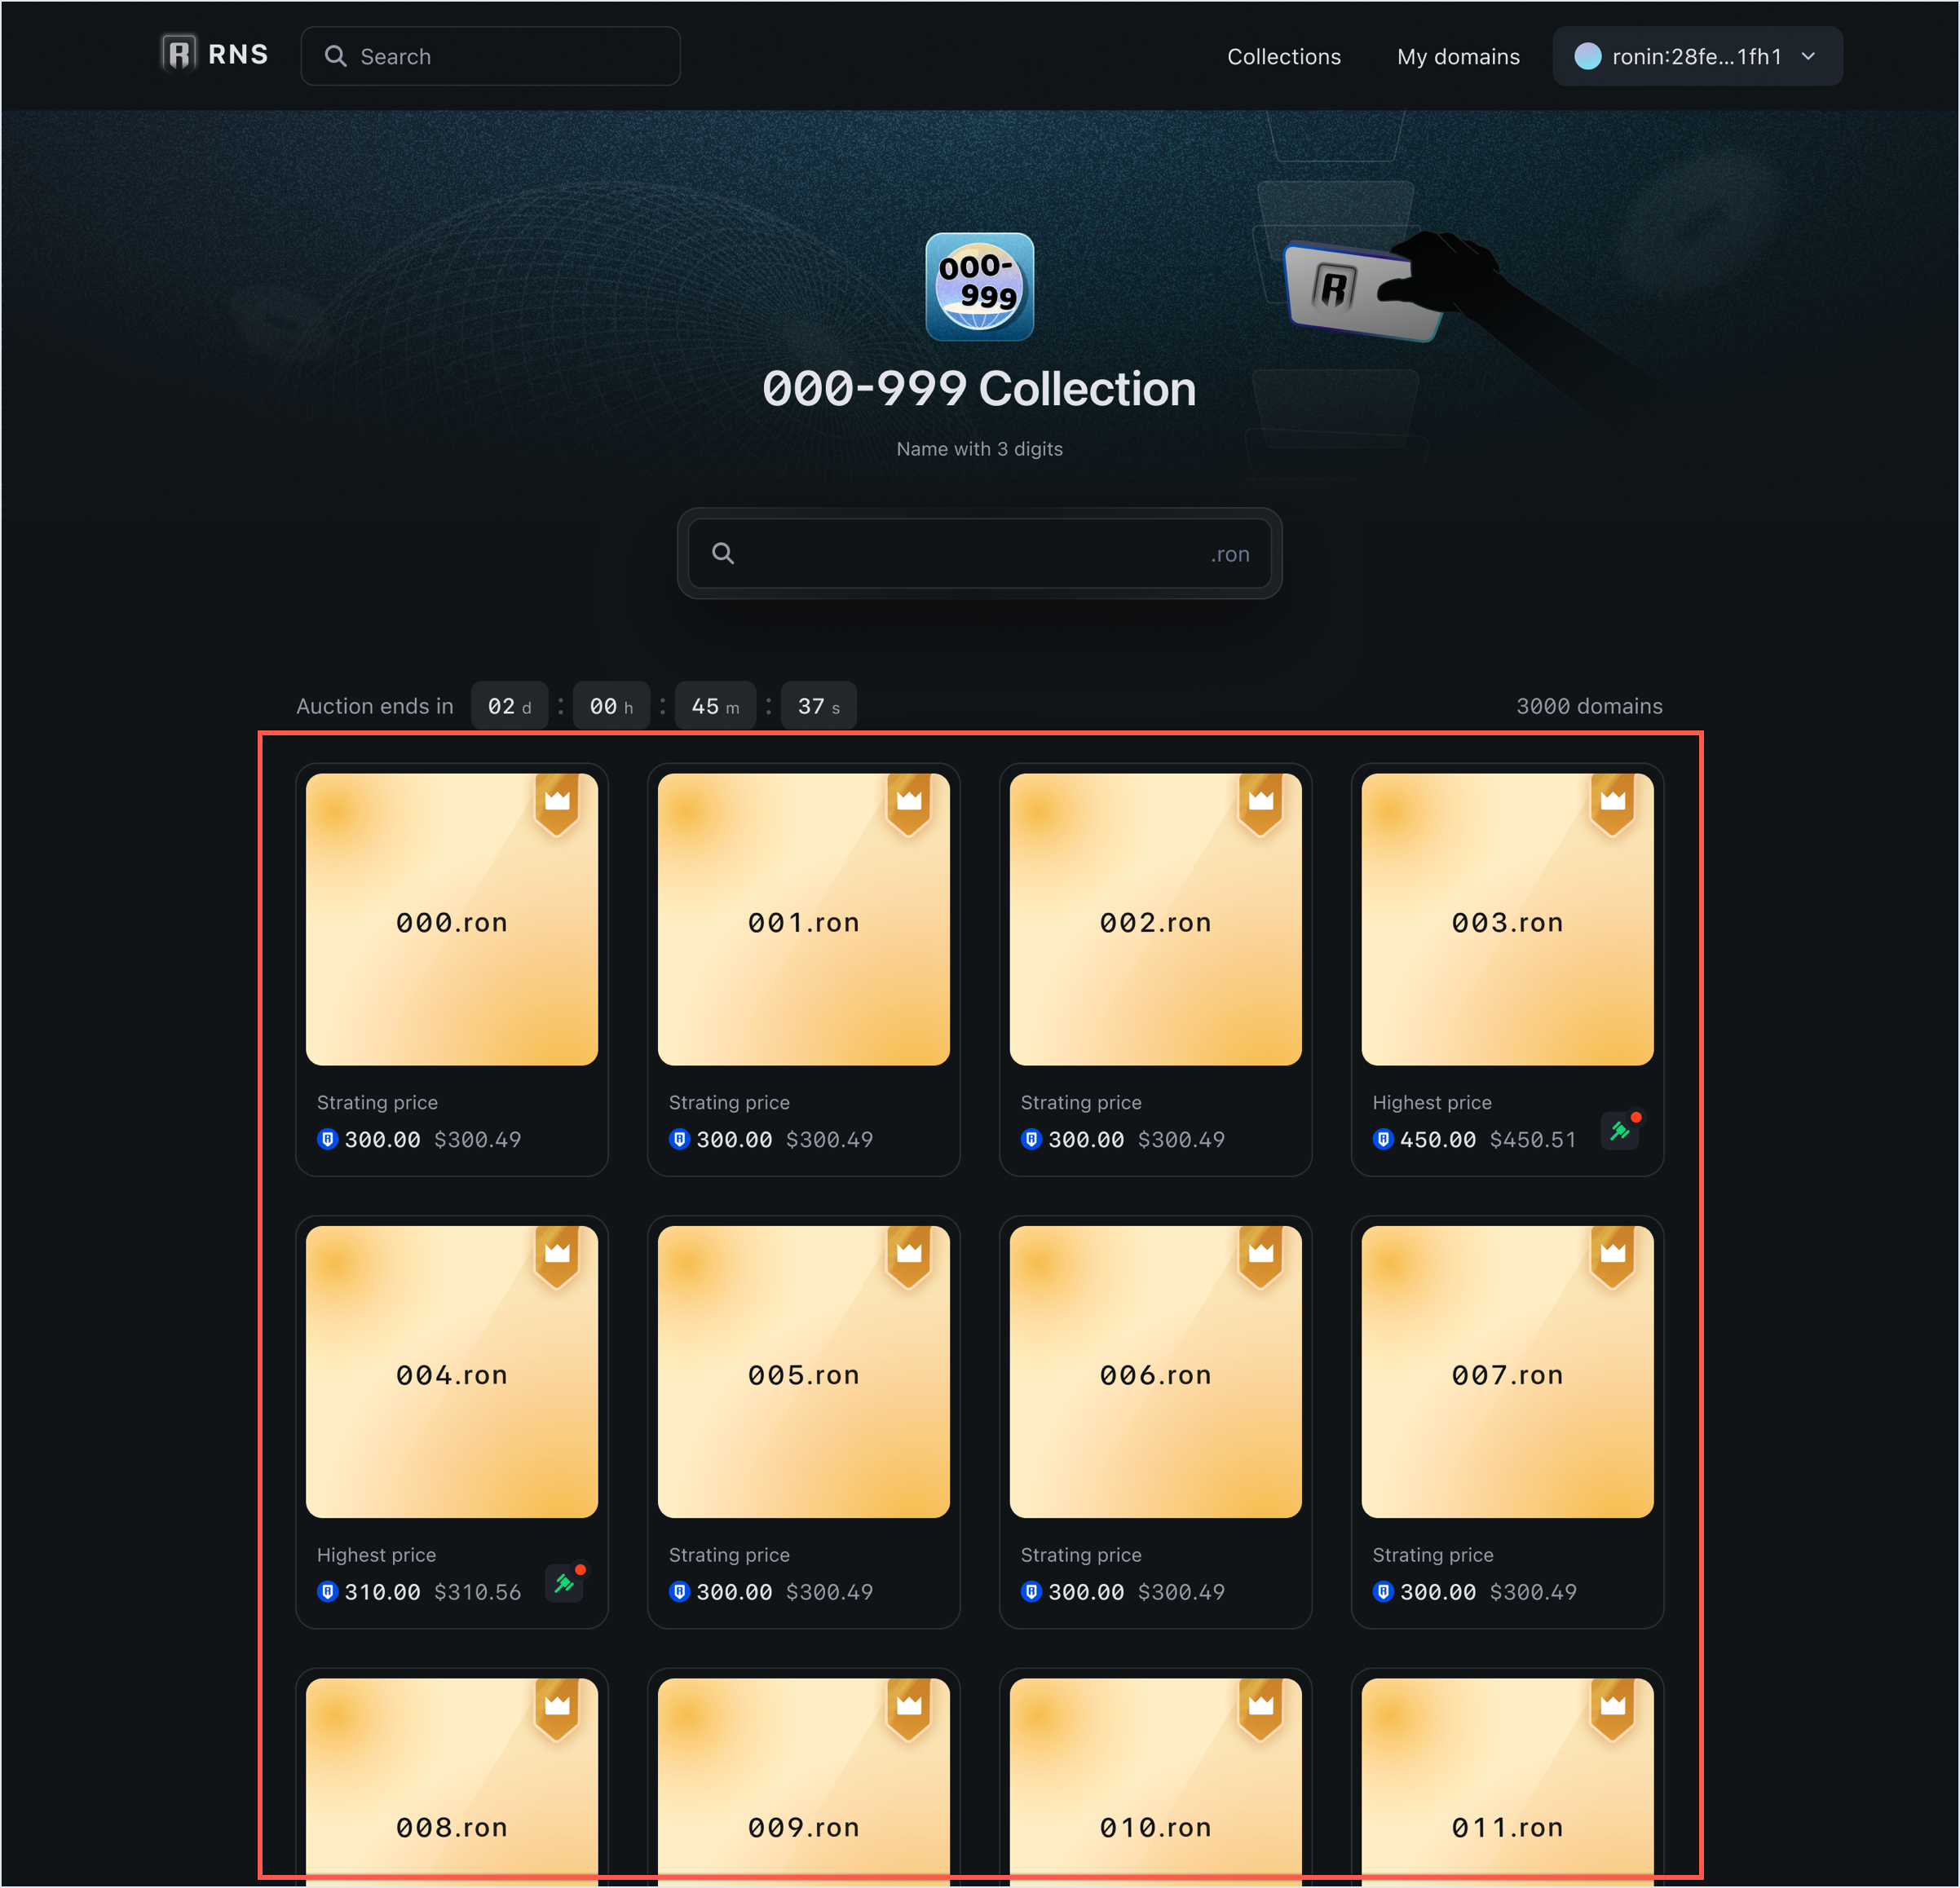 RNS
Search
Collections
My domains
ronin:28fe...1fh1
000-
999
000-999 Collection
Name with 3 digits
.ron
Auction ends in 02 d : 00 h : 45 m : 37 s
3000 domains
000.ron
001.ron
002.ron
003.ron
Strating price
Strating price
Strating price
Highest price
300.00 $300.49
300.00 $300.49
300.00 $300.49
450.00 $450.51
004.ron
005.ron
006.ron
007.ron
Highest price
Strating price
Strating price
Strating price
310.00 $310.56
300.00 $300.49
300.00 $300.49
300.00 $300.49
008.ron
009.ron
010.ron
011.ron